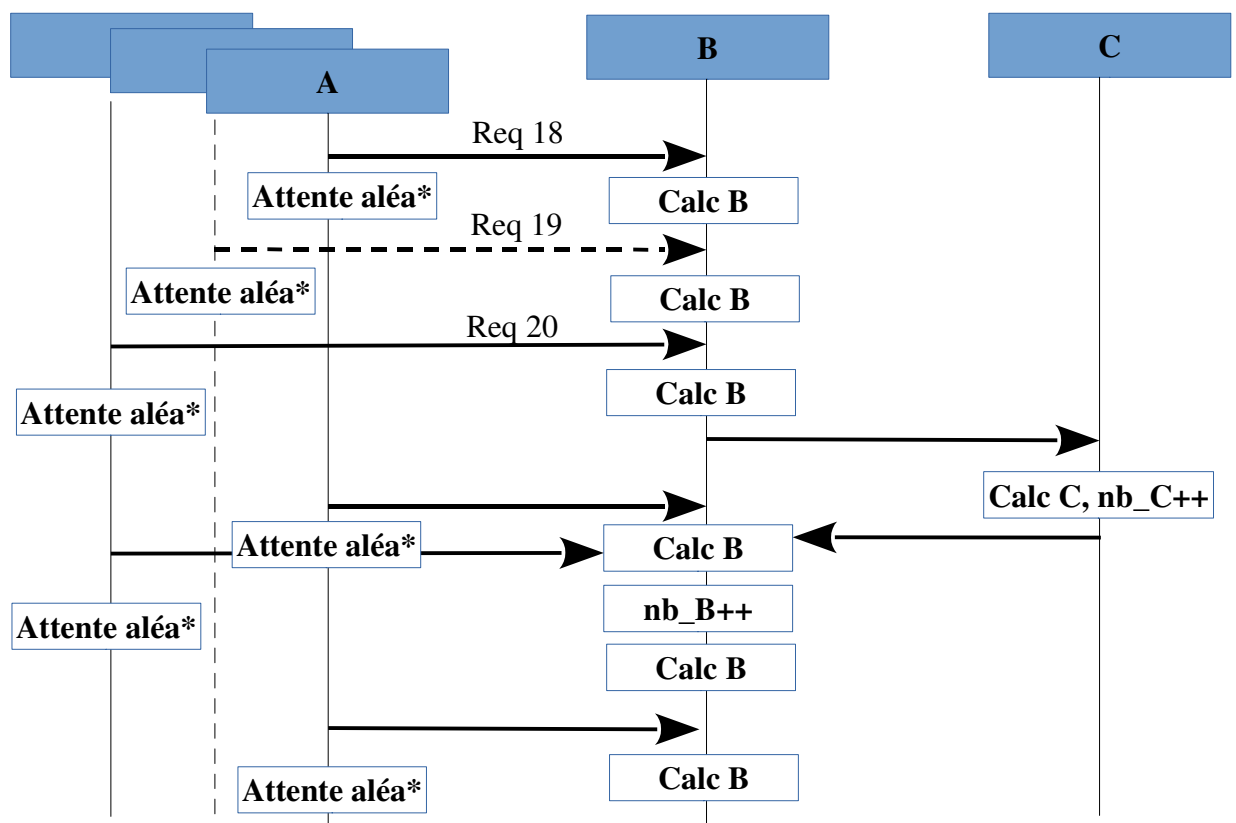 B
C
A
Req 18
Attente aléa*
Calc B
Req 19
Attente aléa*
Calc B
Req 20
Calc B
Attente aléa*
Calc C, nb_C++
Attente aléa*
Calc B
nb_B++
Attente aléa*
Calc B
Calc B
Attente aléa*